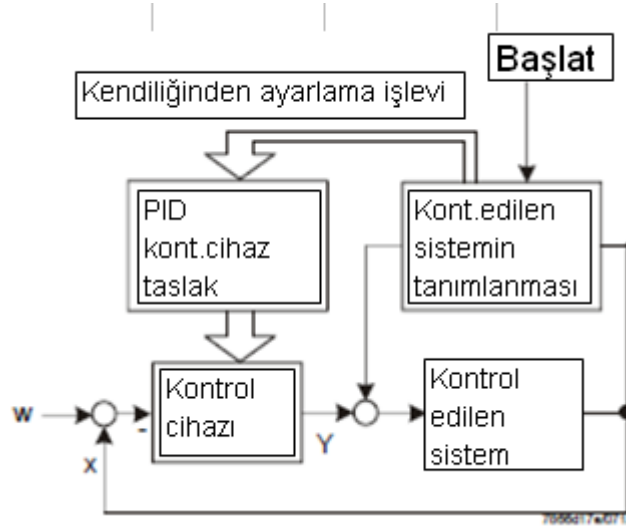 Başlat
Kendiliğinden ayarlama işlevi
PID
kont.cihaz
taslak
Kont.edilen
sistemin
tanımlanması
Kontrol
cihazı
Kontrol
edilen
sistem
w
-
x
Y